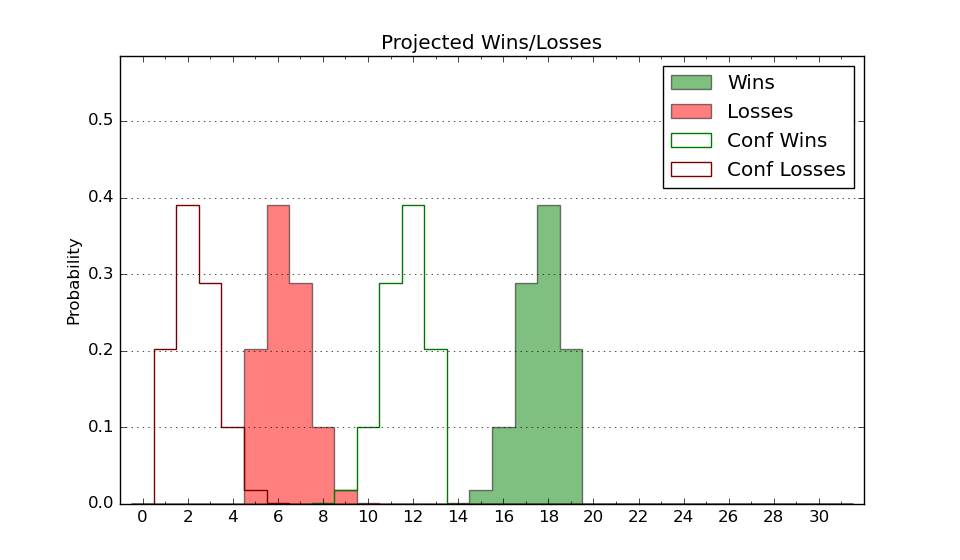 Projected Wins/Losses
Wins
Losses
Conf Wins
Conf Losses
Probability
0.5
0.4
0.3
0.2
0.1
0.0
0 2 4 6 8 10 12 14 16 18 20 22 24 26 28 30